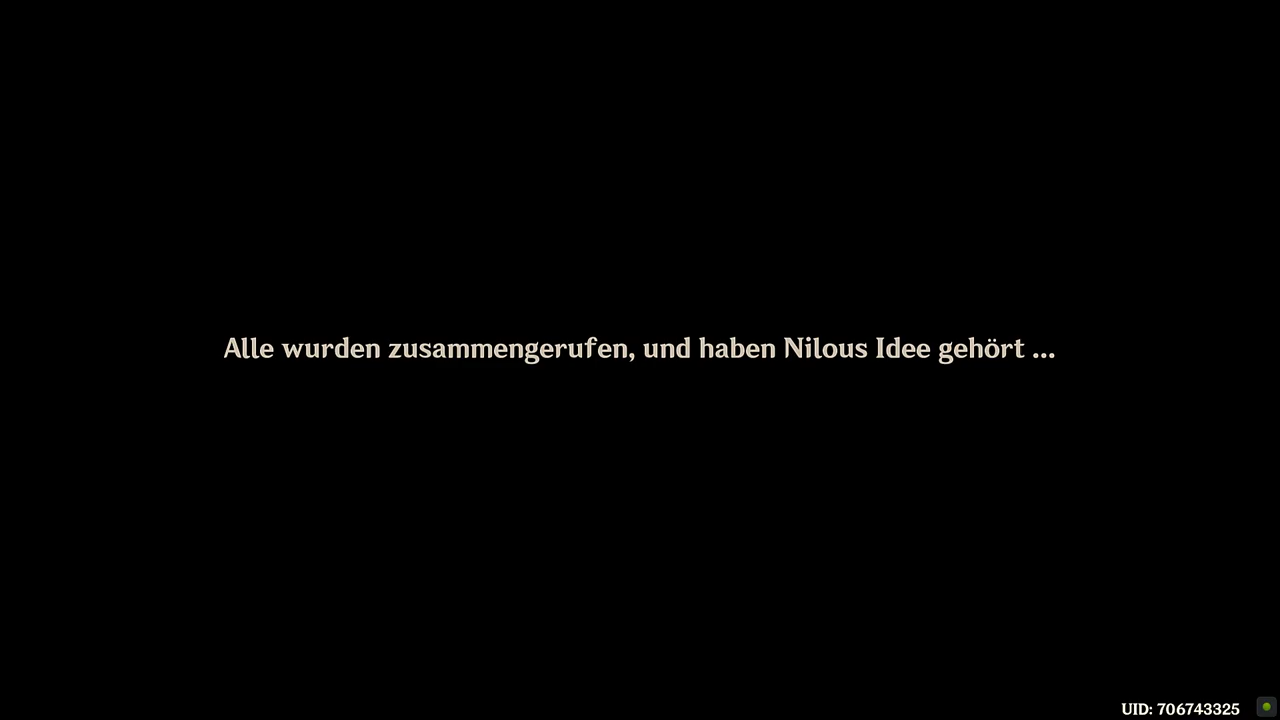 Alle wurden zusammengerufen, und haben Nilous Idee gehört ...
UID: 706743325